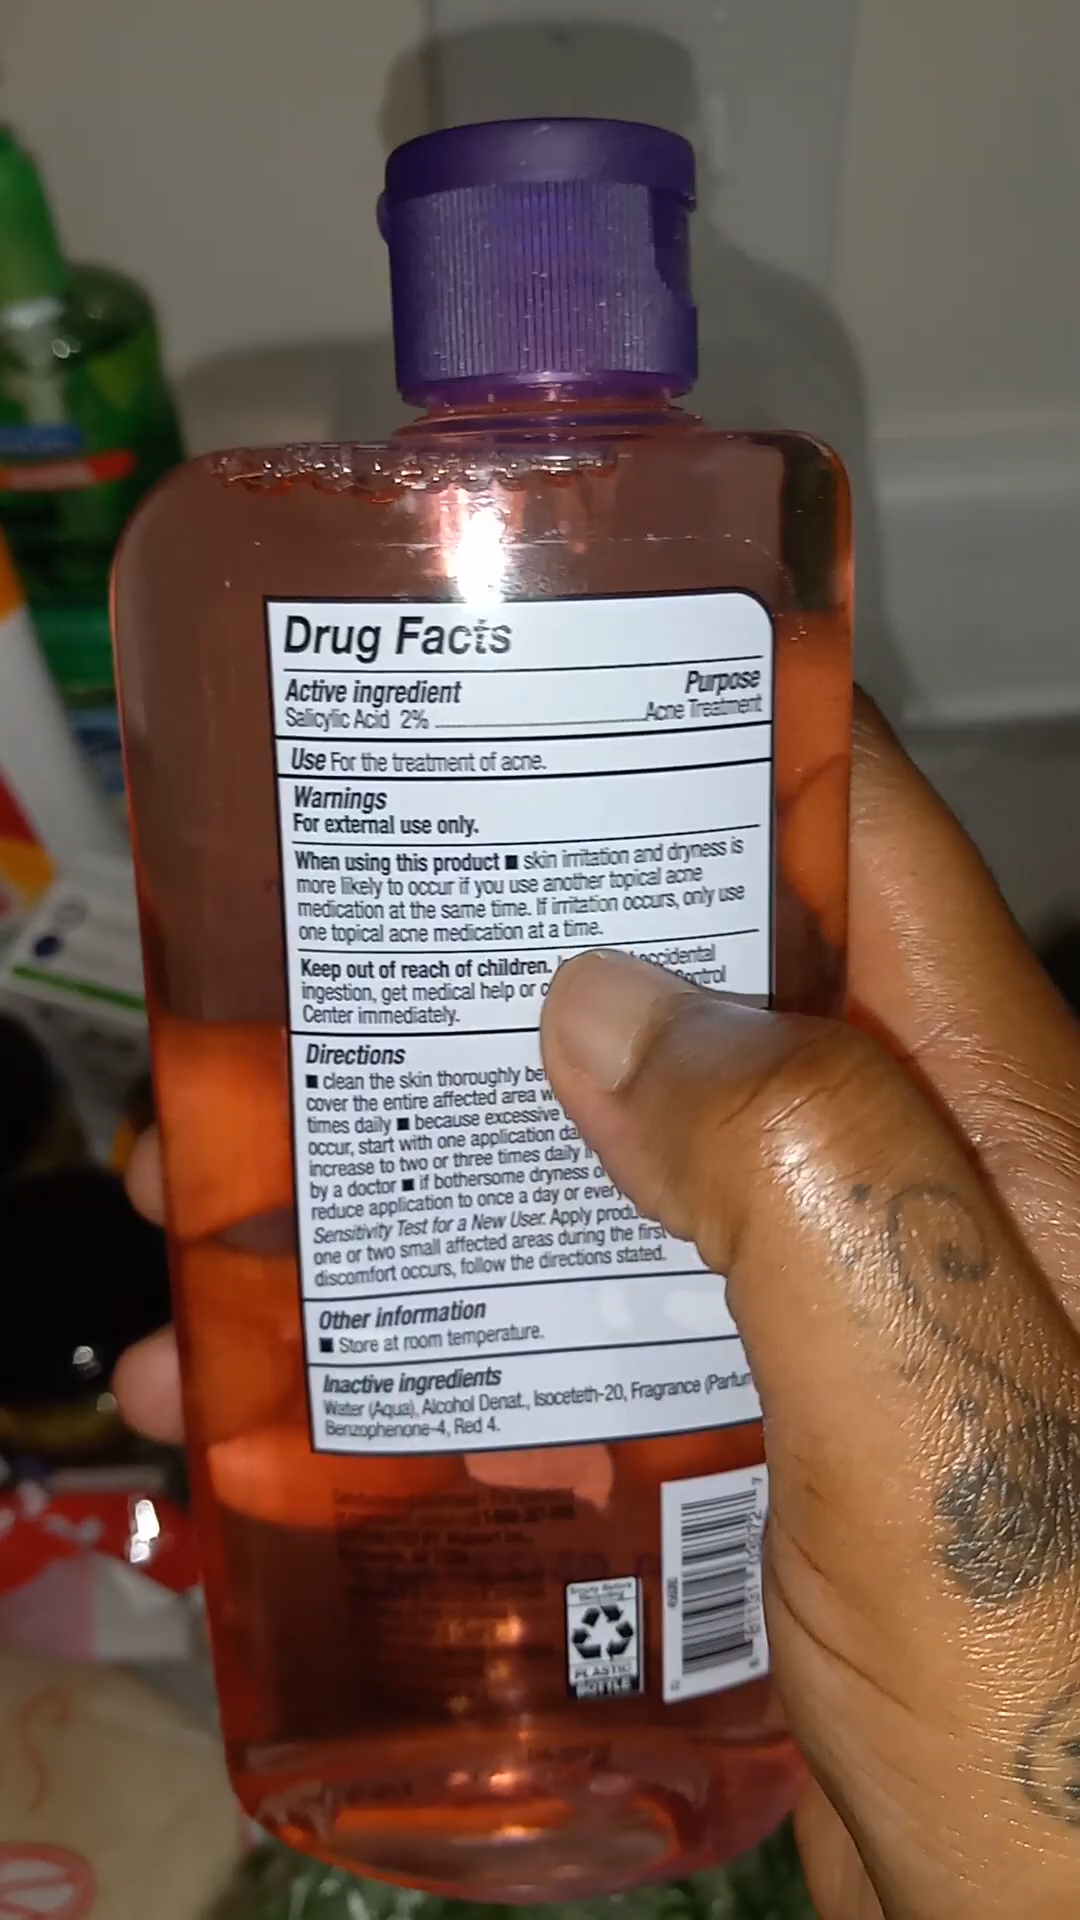 Drug Facts
Active ingredient Purpose
Salicylic Acid 2% Acne Treatment
Use For the treatment of acne.
Warnings
For external use only.
When using this product ■ skin irritation and dryness is
more likely to occur if you use another topical acne
medication at the same time. If irritation occurs, only use
one topical acne medication at a time.
Keep out of reach of children. accidental
ingestion, get medical help or
Center immediately.
Directions
■ clean the skin thoroughly
cover the entire affected area
times daily ■ because excessive
occur, start with one application
increase to two or three times daily
by a doctor ■ if bothersome dryness
reduce application to once a day or
Sensitivity Test for a New User. Apply
one or two small affected areas during the first
discomfort occurs, follow the directions stated.
Other information
■ Store at room temperature.
Inactive ingredients
Water (Aqua), Alcohol Denat., Isoceteth-20, Fragrance (Parfum
Benzophenone-4, Red 4.
PLASTIC
BOTTLE